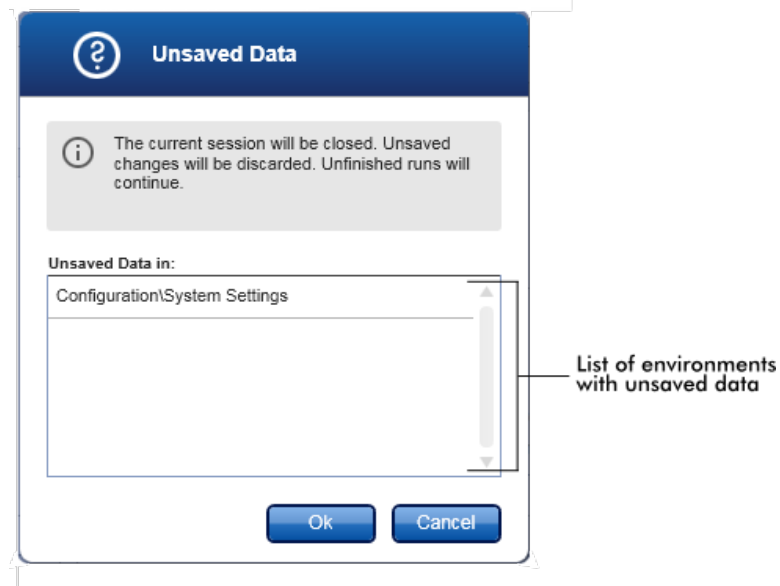 Unsaved Data
The current session will be closed. Unsaved
changes will be discarded. Unfinished runs will
continue.
Unsaved Data in:
Configuration\System Settings
List of environments
with unsaved data
Ok
Cancel